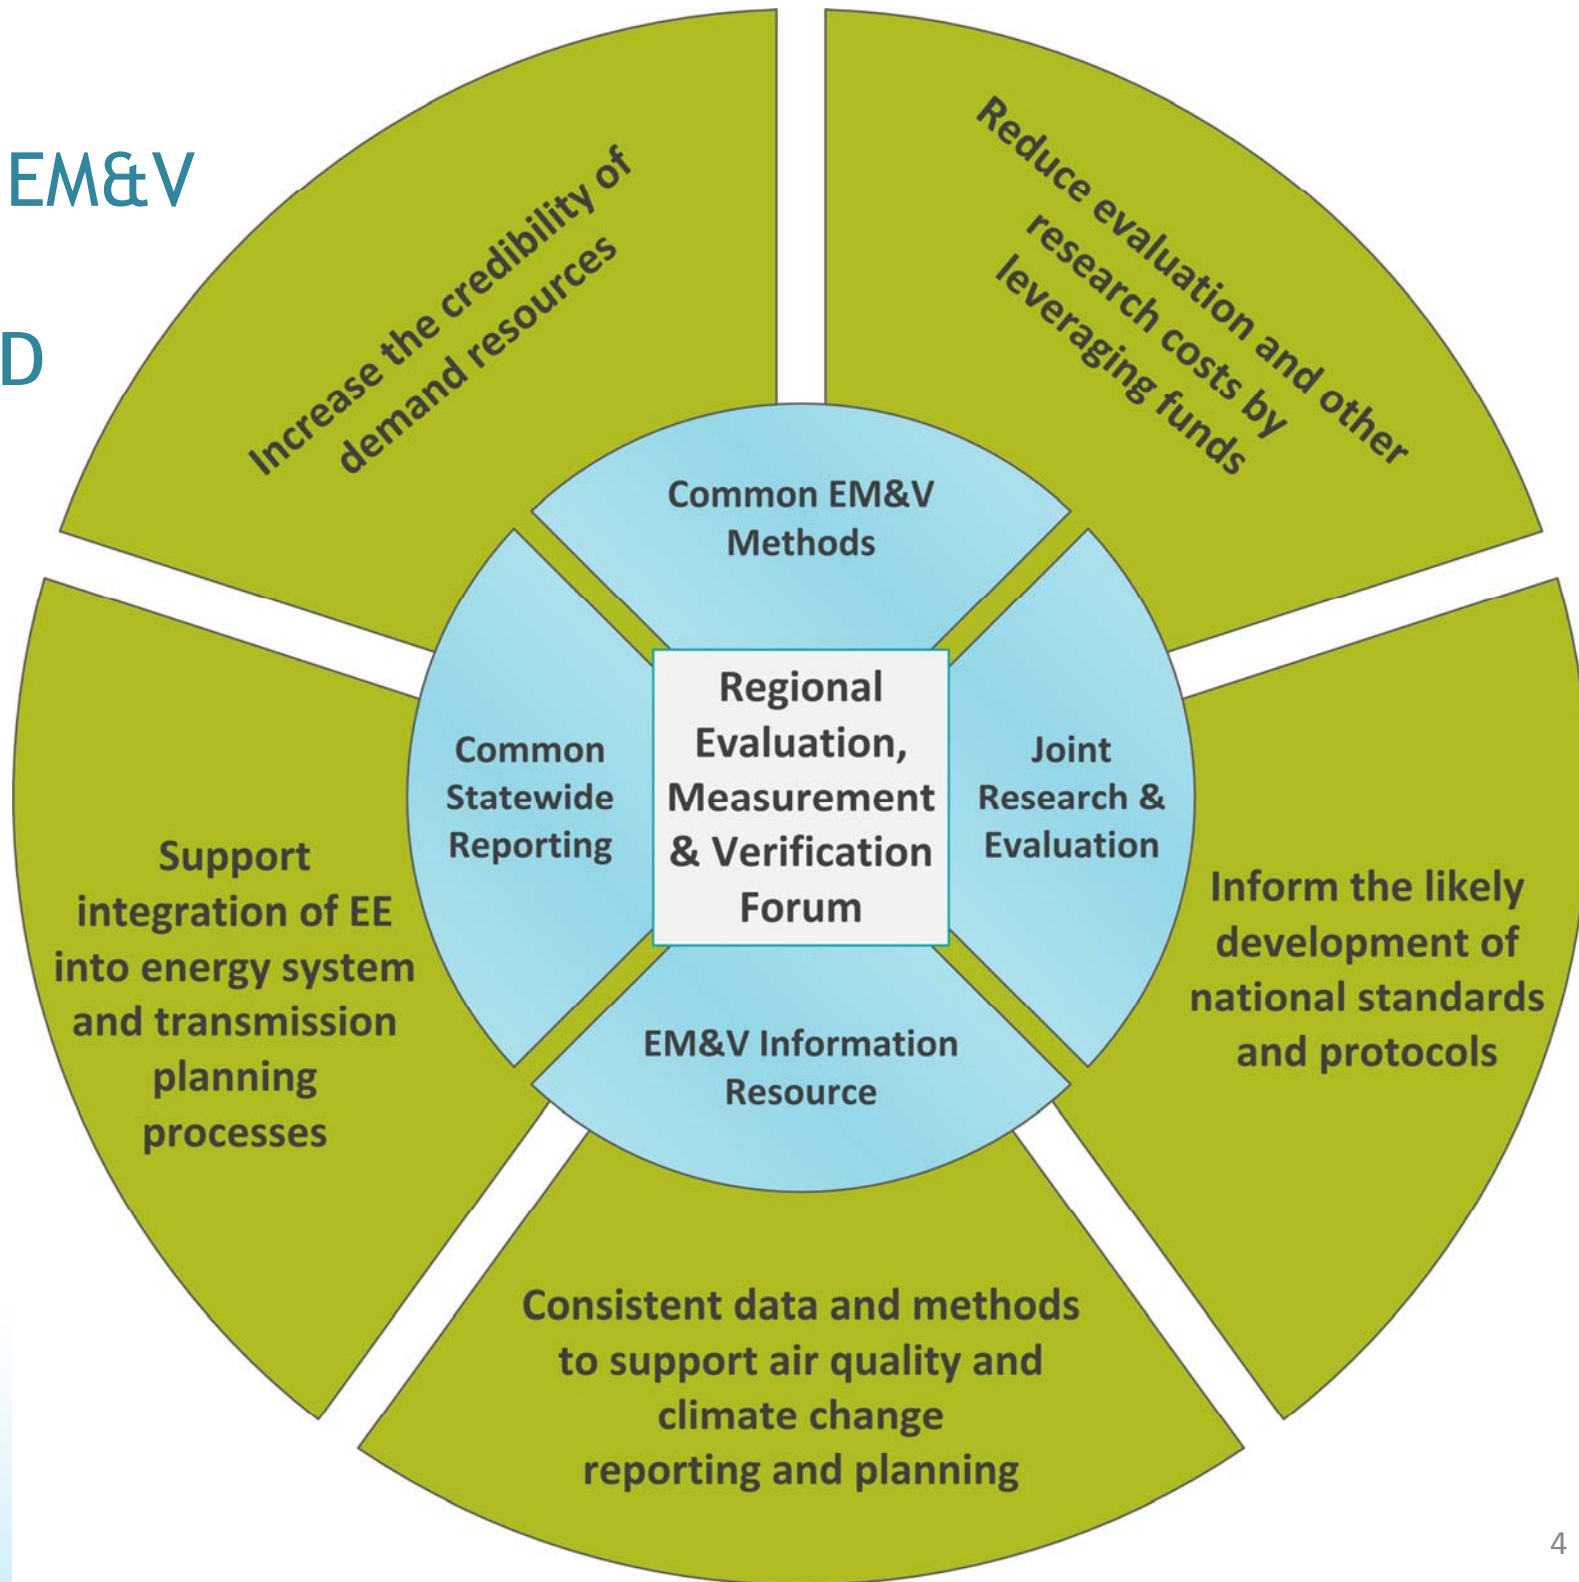 EM&V
D
Increase the credibility of
demand resources
Reduce evaluation and other
research costs by
leveraging funds
Common EM&V
Methods
Common
Statewide
Reporting
Regional
Evaluation,
Measurement
& Verification
Forum
Joint
Research &
Evaluation
EM&V Information
Resource
Support
integration of EE
into energy system
and transmission
planning
processes
Inform the likely
development of
national standards
and protocols
Consistent data and methods
to support air quality and
climate change
reporting and planning
4